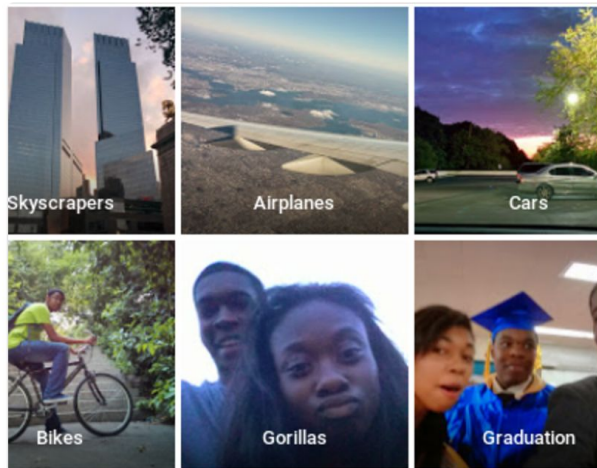 Skyscrapers
Airplanes
Cars
Bikes
Gorillas
Graduation